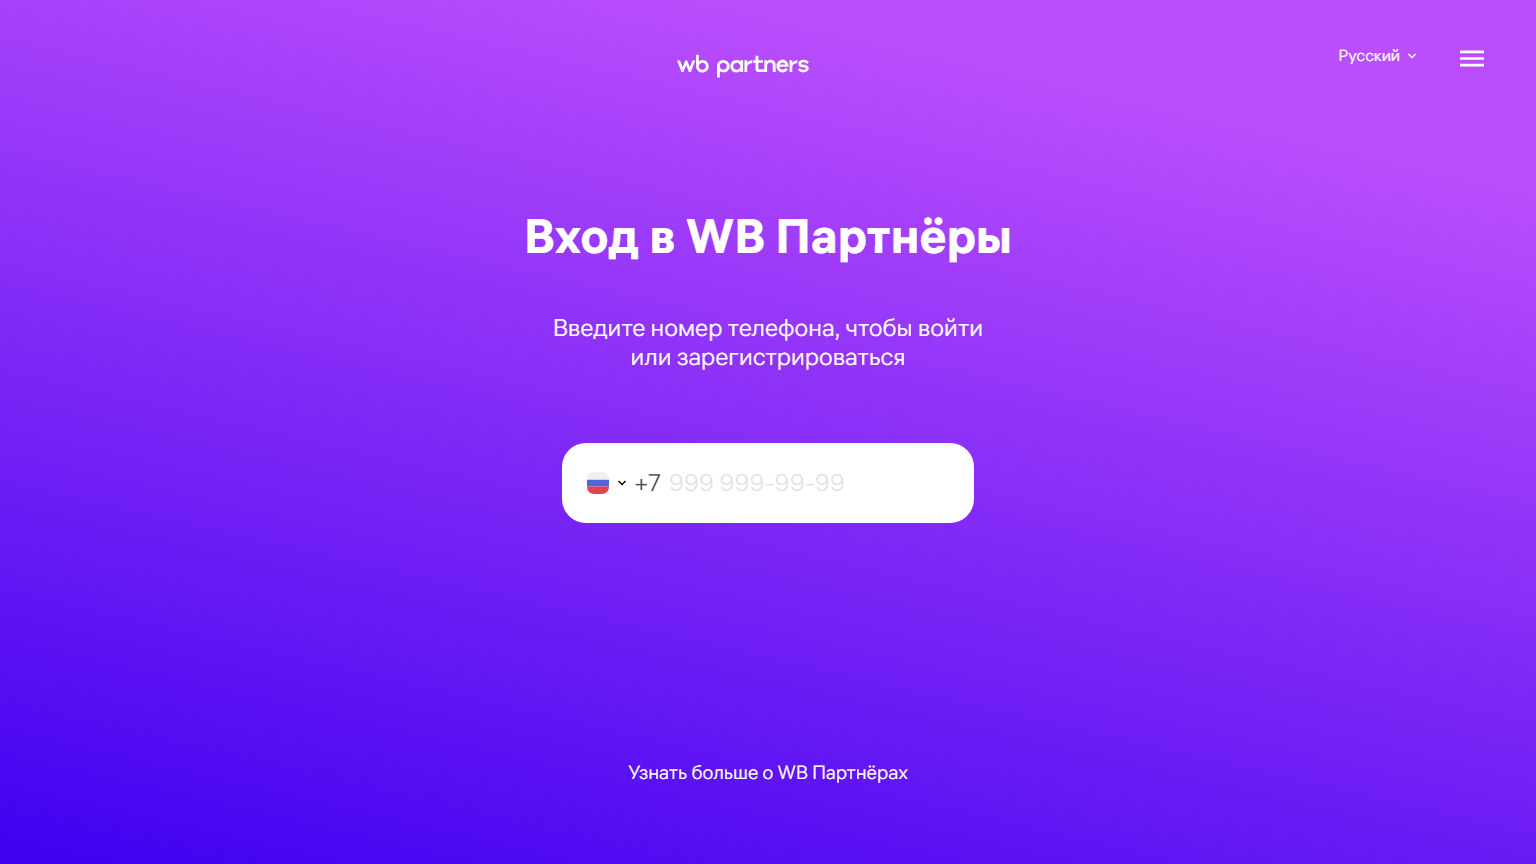 wb partners
Русский
Вход в WB Партнёры
Введите номер телефона, чтобы войти
или зарегистрироваться
+7 999 999-99-99
Узнать больше о WB Партнёрах